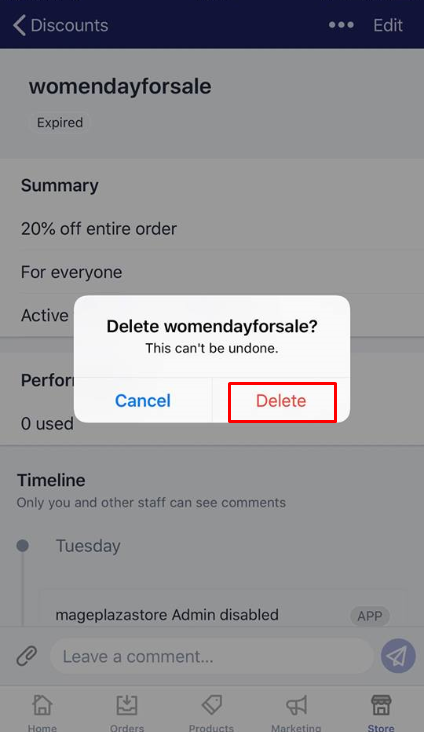 Discounts ••• Edit
womendayforsale
Expired
Summary
20% off entire order
For everyone
Active
Delete womendayforsale?
This can't be undone.
Cancel Delete
0 used
Timeline
Only you and other staff can see comments
Tuesday
mageplazastore Admin disabled APP
Leave a comment...
Home Orders Products Marketing Store